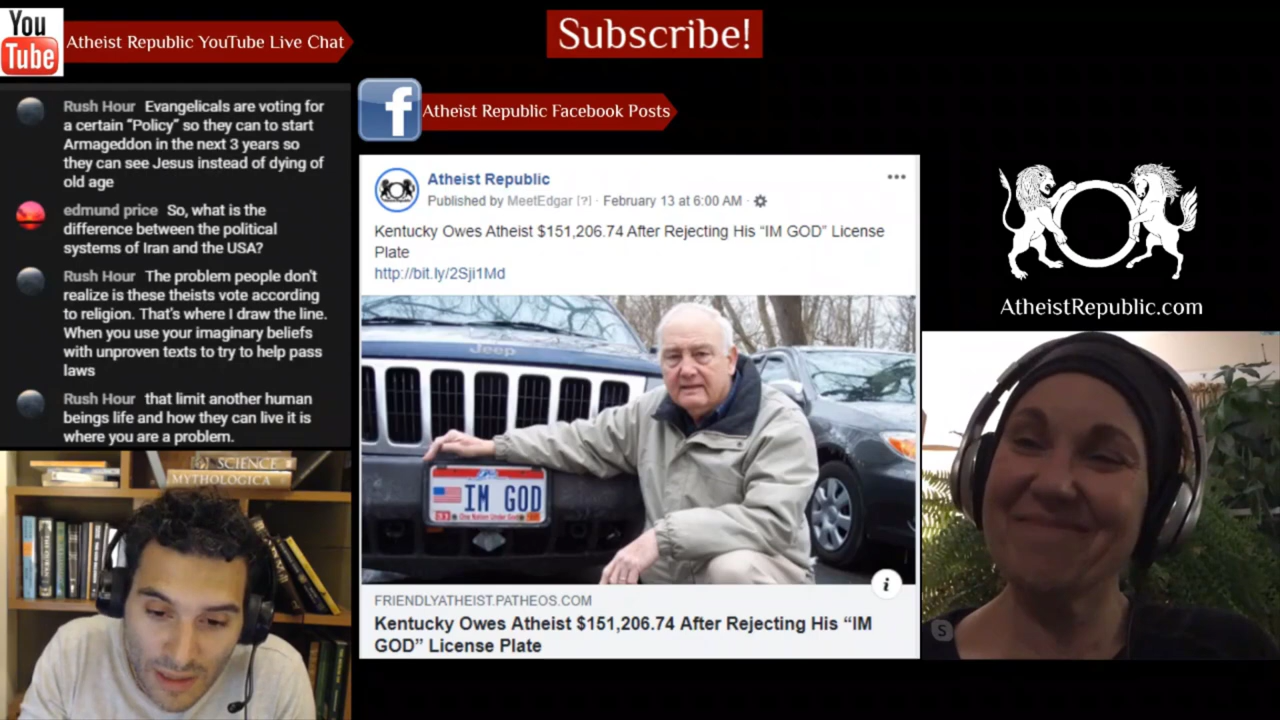 You
Tube
Atheist Republic YouTube Live Chat
Subscribe!
Rush Hour Evangelicals are voting for
a certain “Policy” so they can to start
Armageddon in the next 3 years so
they can see Jesus instead of dying of
old age
edmund price So, what is the
difference between the political
systems of Iran and the USA?
Rush Hour The problem people don't
realize is these theists vote according
to religion. That's where I draw the line.
When you use your imaginary beliefs
with unproven texts to try to help pass
laws
Rush Hour that limit another human
beings life and how they can live it is
where you are a problem.
SCIENCE
MYTHOLOGICA
f
Atheist Republic Facebook Posts
Atheist Republic
Published by MeetEdgar [?] · February 13 at 6:00 AM ·
Kentucky Owes Atheist $151,206.74 After Rejecting His “IM GOD” License
Plate
http://bit.ly/2Sji1Md
Jeep
IM GOD
One Nation Under God
i
FRIENDLYATHEIST.PATHEOS.COM
Kentucky Owes Atheist $151,206.74 After Rejecting His “IM
GOD” License Plate
AtheistRepublic.com
S